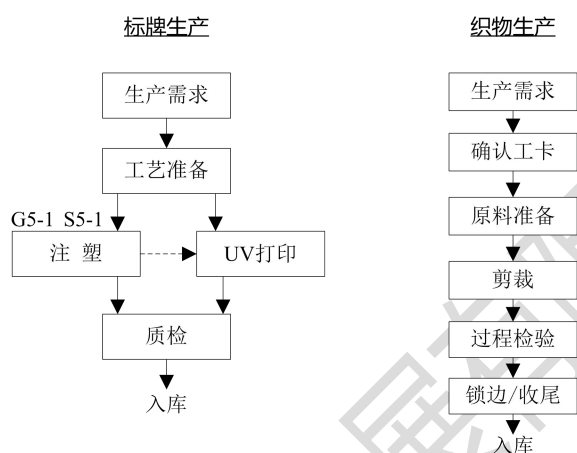 标牌生产
生产需求
工艺准备
G5-1 S5-1
注 塑
UV打印
质检
入库
织物生产
生产需求
确认工卡
原料准备
剪裁
过程检验
锁边/收尾
入库